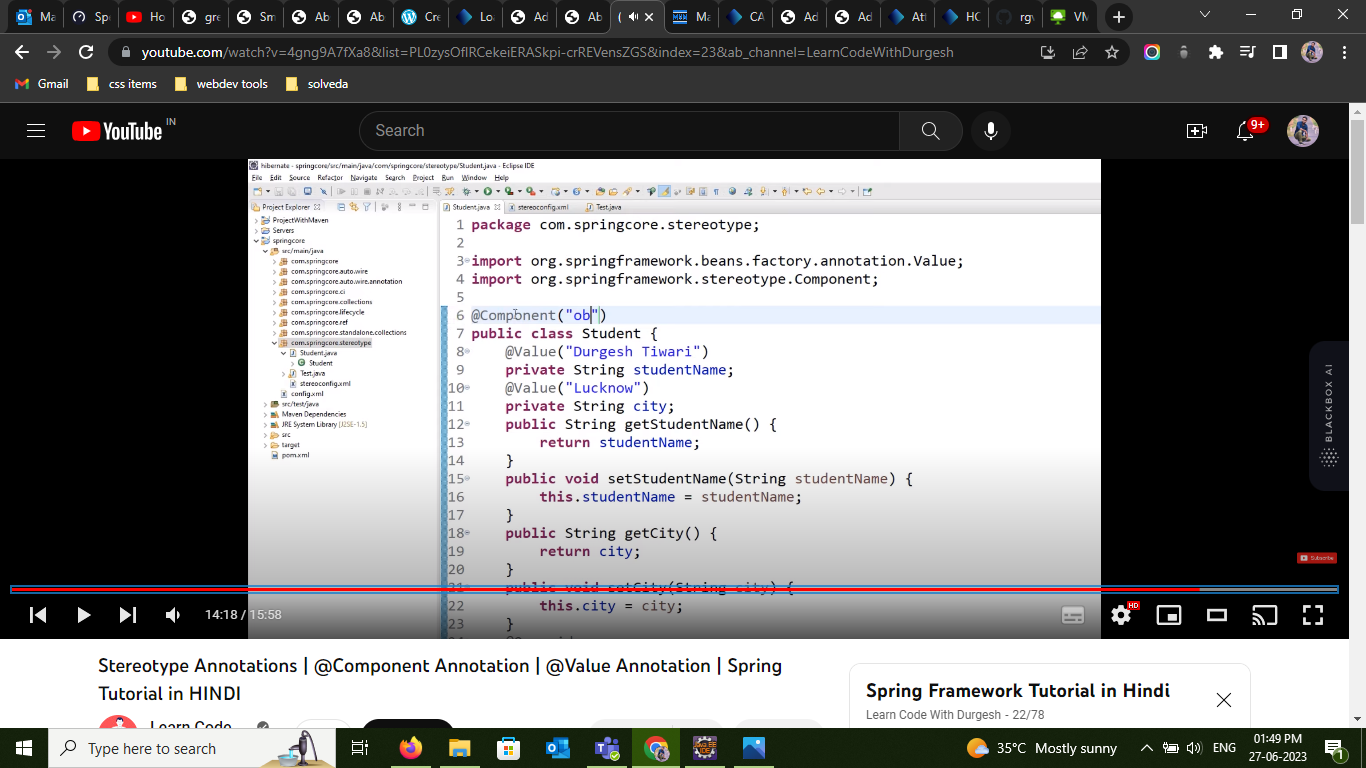 Ma
Sp
Ho
gre
Sm
Ab
Ab
Cre
Lo
Ad
Ab
(
Ma
CA
Ad
Ad
Att
HC
rgv
VM
youtube.com/watch?v=4gng9A7fXa8&list=PL0zysOflRCekeiERASkpi-crREVensZGS&index=23&ab_channel=LearnCodeWithDurgesh
Gmail
css items
webdev tools
solveda
YouTube IN
Search
9+
hibernate - springcore/src/main/java/com/springcore/stereotype/Student.java - Eclipse IDE
File Edit Source Refactor Navigate Search Project Run Window Help
Project Explorer
ProjectWithMaven
Servers
springcore
src/main/java
com.springcore
com.springcore.auto.wire
com.springcore.auto.wire.annotation
com.springcore.ci
com.springcore.collections
com.springcore.lifecycle
com.springcore.ref
com.springcore.standalone.collections
com.springcore.stereotype
Student.java
Student
Test.java
stereoconfig.xml
config.xml
src/test/java
Maven Dependencies
JRE System Library [J2SE-1.5]
src
target
pom.xml
Student.java stereoconfig.xml Test.java
1 package com.springcore.stereotype;
2
3 import org.springframework.beans.factory.annotation.Value;
4 import org.springframework.stereotype.Component;
5
6 @Component("ob")
7 public class Student {
8 @Value("Durgesh Tiwari")
9 private String studentName;
10 @Value("Lucknow")
11 private String city;
12 public String getStudentName() {
13 return studentName;
14 }
15 public void setStudentName(String studentName) {
16 this.studentName = studentName;
17 }
18 public String getCity() {
19 return city;
20 }
21 public void setCity(String city) {
22 this.city = city;
23 }
BLACKBOX AI
Subscribe
14:18 / 15:58
HD
Stereotype Annotations | @Component Annotation | @Value Annotation | Spring
Tutorial in HINDI
Learn Code
Spring Framework Tutorial in Hindi
Learn Code With Durgesh - 22/78
Type here to search
35°C Mostly sunny
ENG
01:49 PM
27-06-2023
1